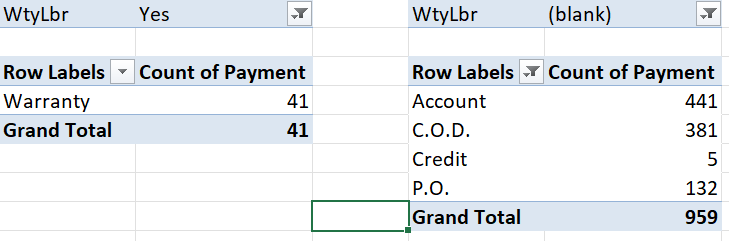 WtyLbr Yes
Row Labels Count of Payment
Warranty 41
Grand Total 41
WtyLbr (blank)
Row Labels Count of Payment
Account 441
C.O.D. 381
Credit 5
P.O. 132
Grand Total 959